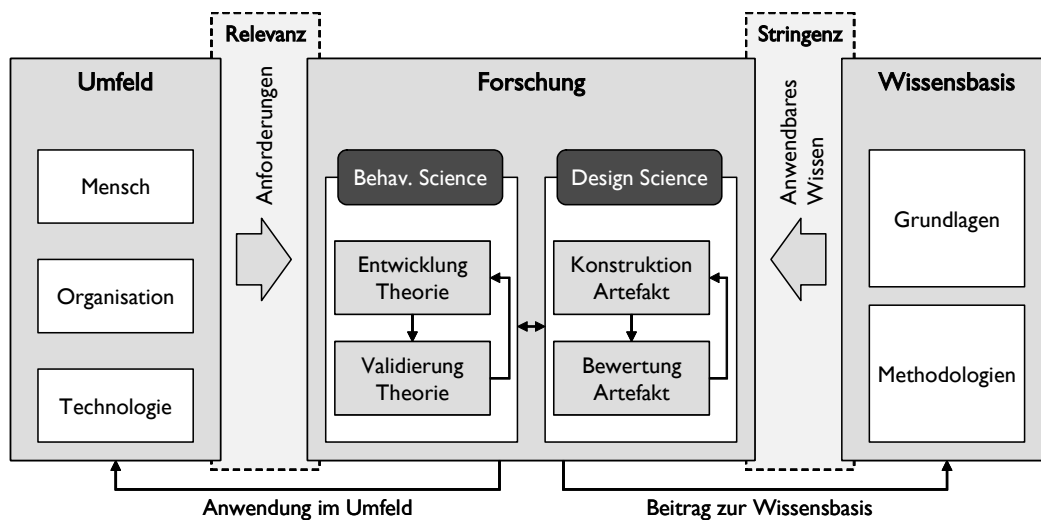 Relevanz
Stringenz
Umfeld
Mensch
Organisation
Technologie
Anforderungen
Forschung
Behav. Science
Entwicklung
Theorie
Validierung
Theorie
Design Science
Konstruktion
Artefakt
Bewertung
Artefakt
Anwendbares
Wissen
Wissensbasis
Grundlagen
Methodologien
Anwendung im Umfeld
Beitrag zur Wissensbasis